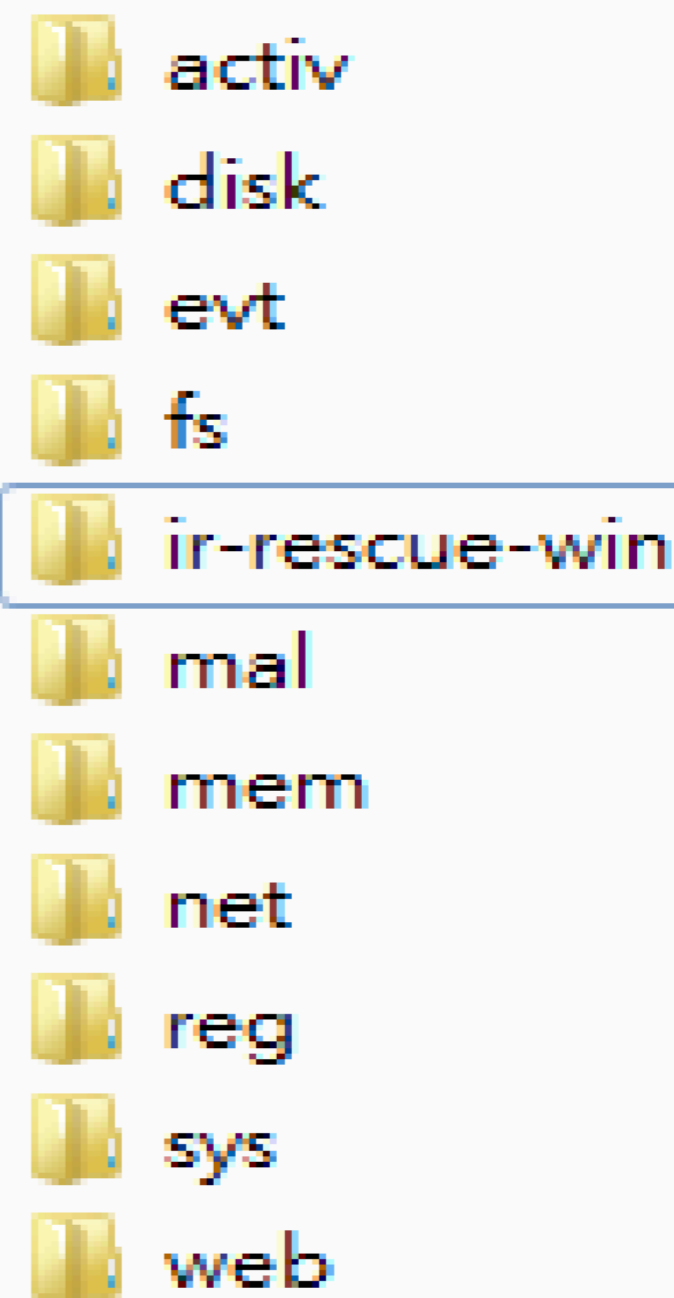 activ
disk
evt
fs
ir-rescue-win
mal
mem
net
reg
sys
web